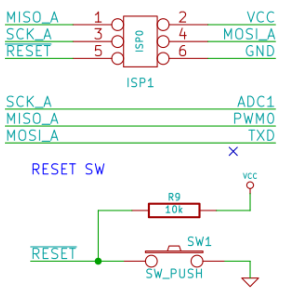 MISO_A 1 ISP0 2 VCC
SCK_A 3 4 MOSI_A
RESET 5 6 GND
ISP1
SCK_A ADC1
MISO_A PWM0
MOSI_A TXD
RESET SW
VCC
R9
10k
RESET SW1
SW_PUSH